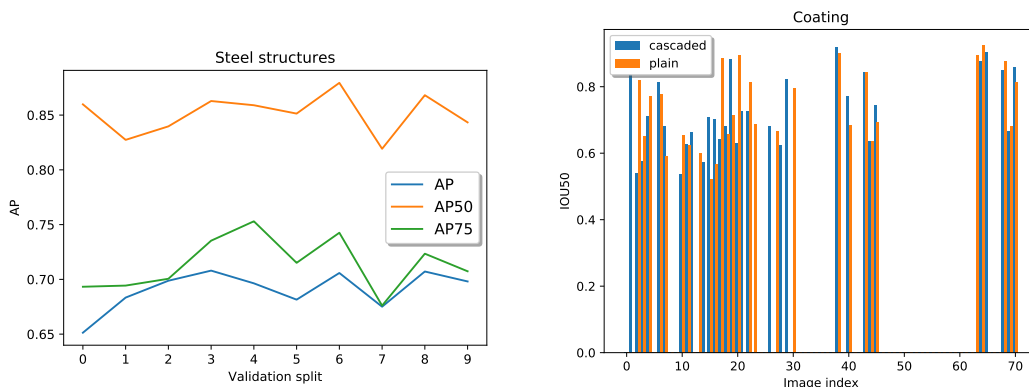 Steel structures
AP
0.85
0.80
0.75
0.70
0.65
AP
AP50
AP75
0 1 2 3 4 5 6 7 8 9
Validation split
Coating
IOU50
0.8
0.6
0.4
0.2
0.0
cascaded
plain
0 10 20 30 40 50 60 70
Image index